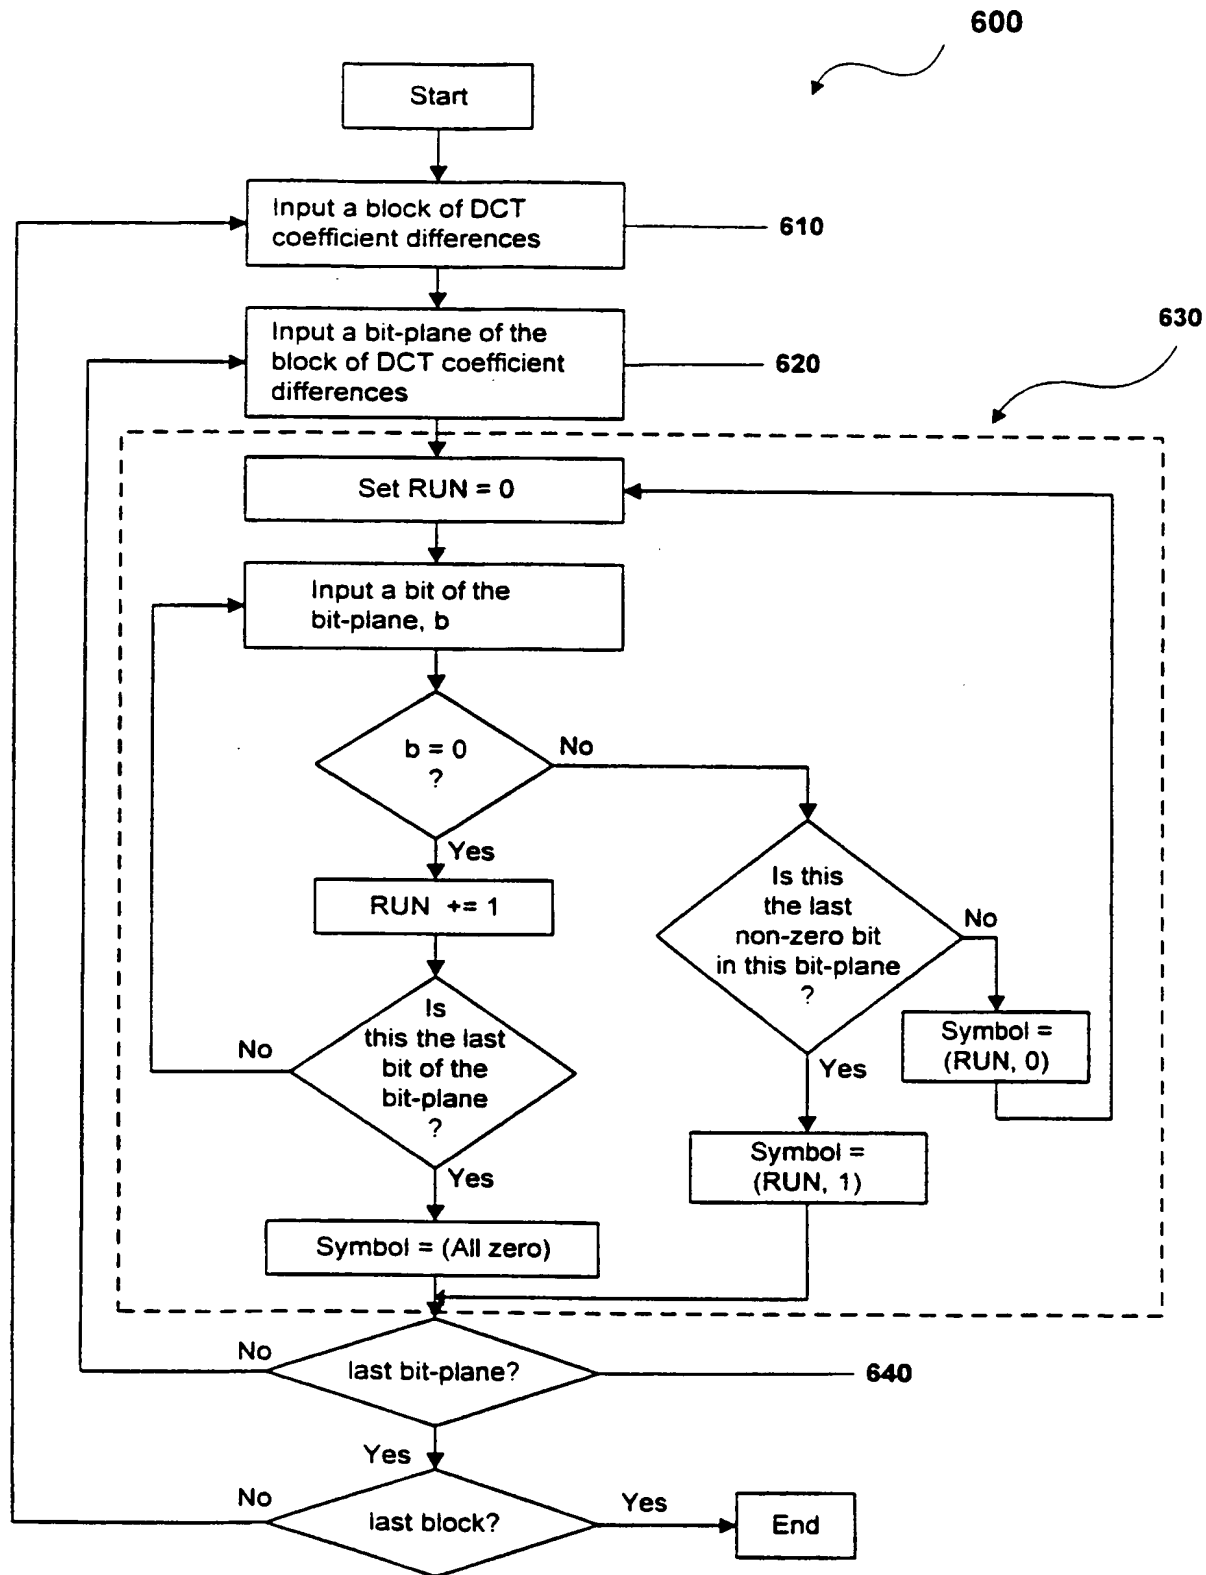 600
Start
Input a block of DCT
coefficient differences
610
Input a bit-plane of the
block of DCT coefficient
differences
620
630
Set RUN = 0
Input a bit of the
bit-plane, b
b = 0
?
No
Yes
RUN += 1
Is this
the last
non-zero bit
in this bit-plane
?
No
Symbol =
(RUN, 0)
Is
this the last
bit of the
bit-plane
?
No
Yes
Yes
Symbol =
(RUN, 1)
Symbol = (All zero)
last bit-plane?
No
640
Yes
last block?
No
Yes
End